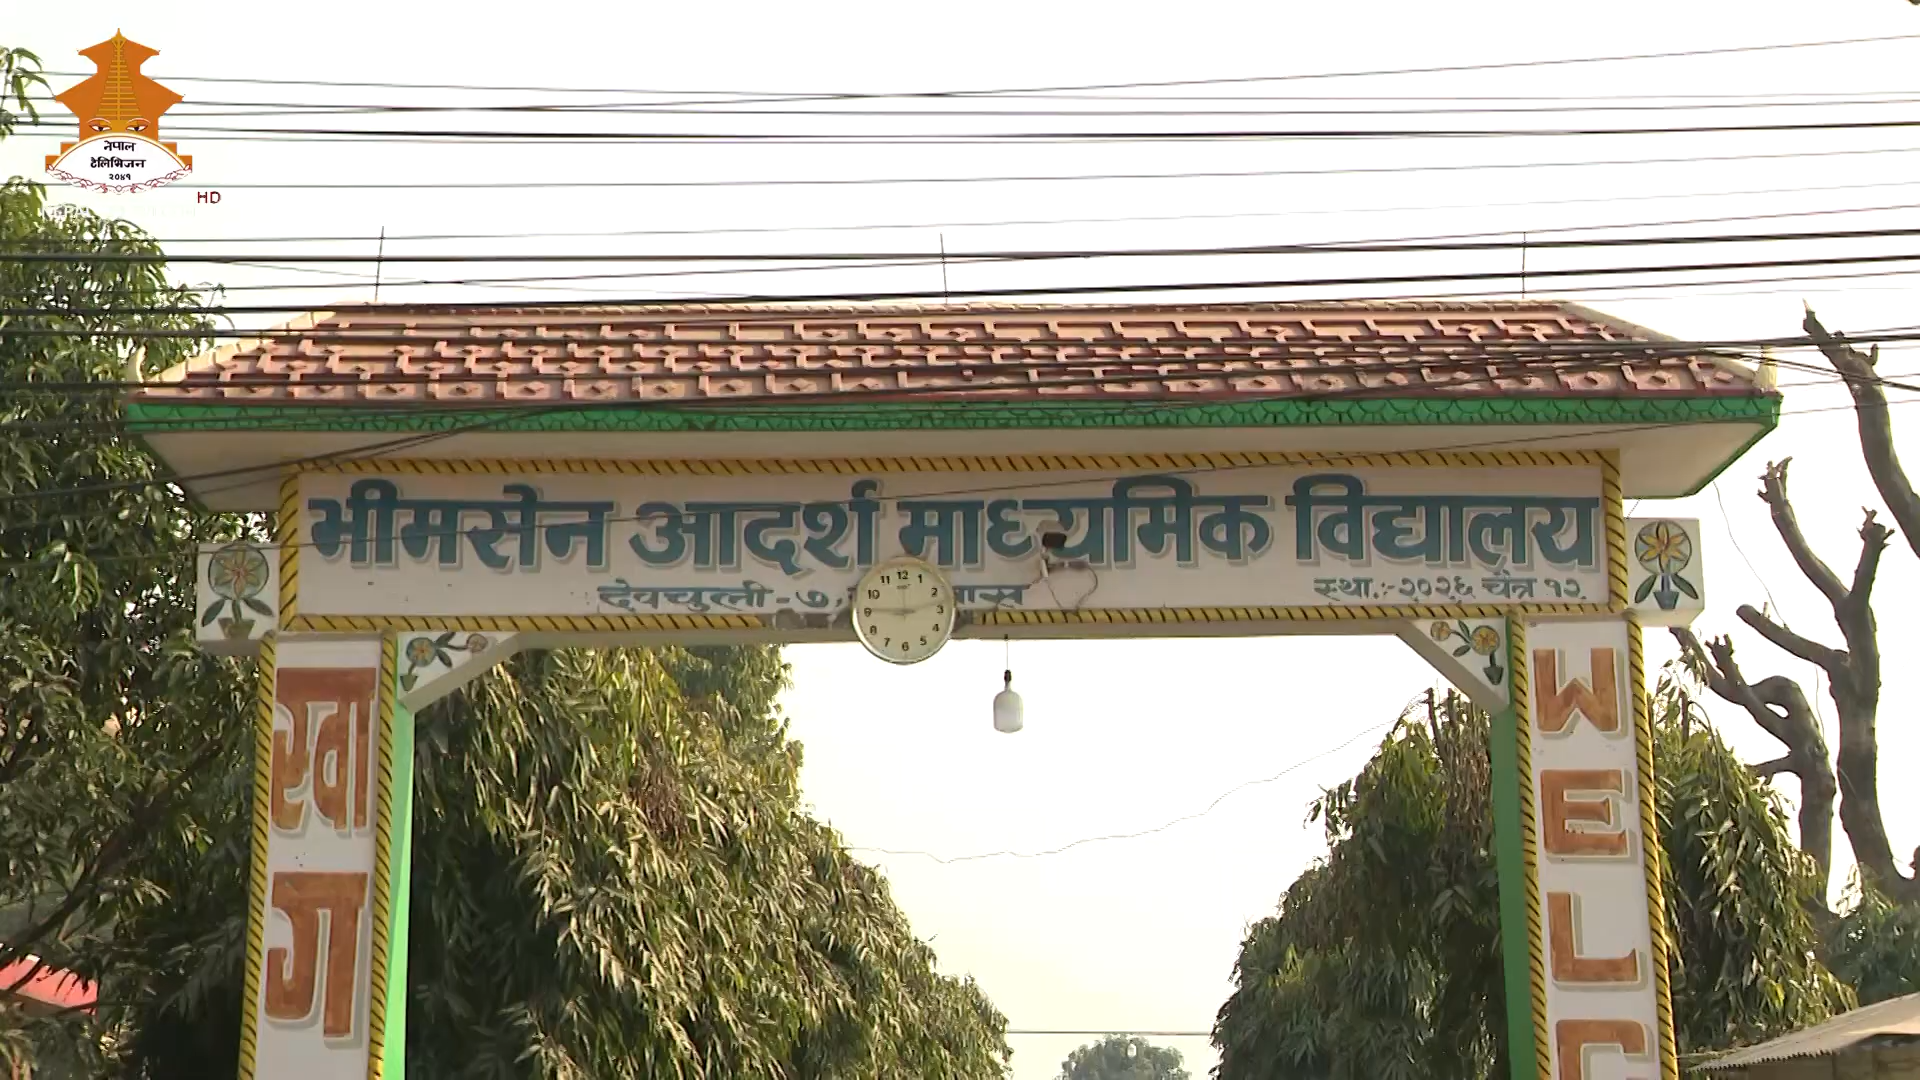 नेपाल
टेलिभिजन
२०४१
HD
भीमसेन आदर्श माध्यमिक विद्यालय
देवचुली - ७,
स्था.:-२०२६ चैत्र १२
11 12 1
10 2
9 3
8 4
7 6 5
स्वा
ग
W
E
L
C